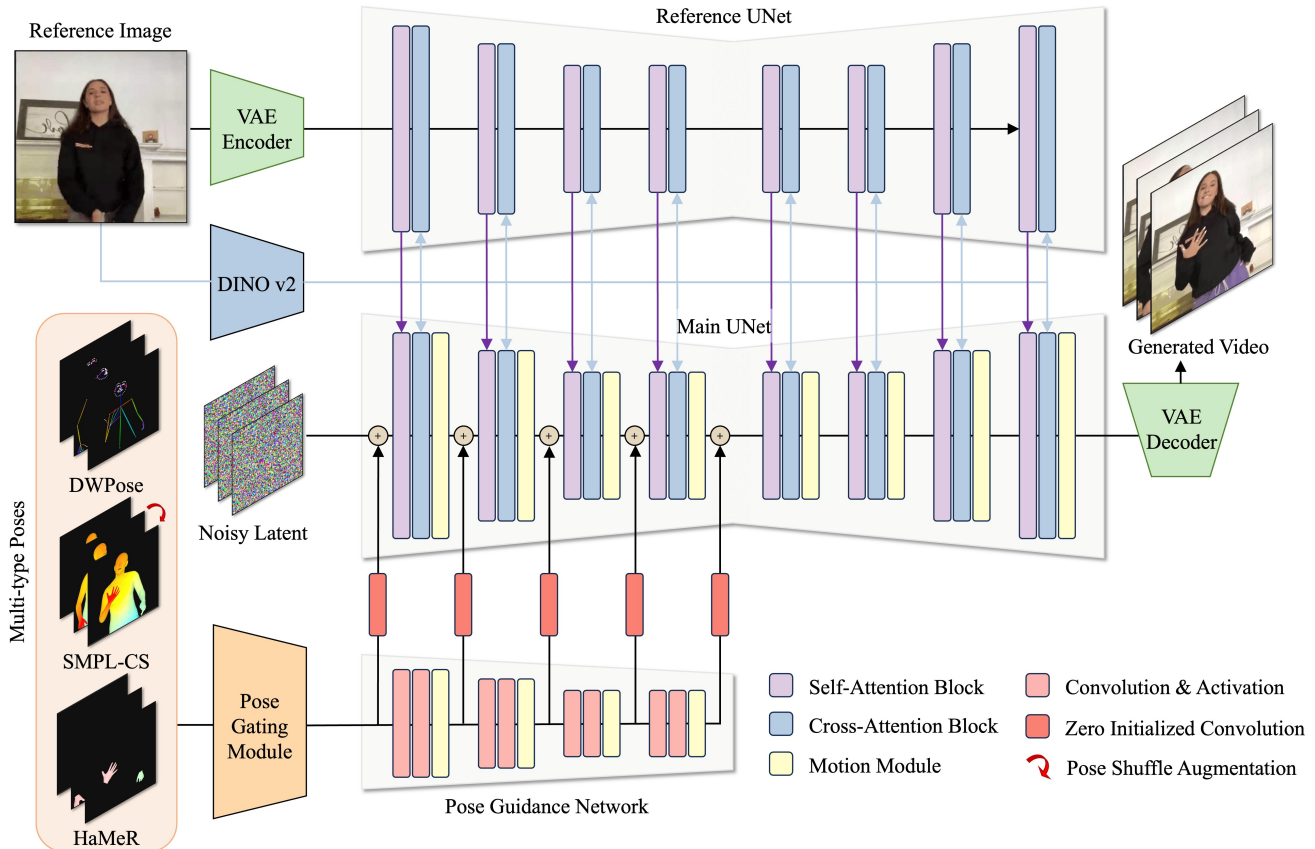 Reference UNet
Reference Image
VAE
Encoder
DINO v2
Main UNet
Generated Video
VAE
Decoder
Multi-type Poses
DWPose
Noisy Latent
SMPL-CS
HaMeR
Pose
Gating
Module
Pose Guidance Network
Self-Attention Block
Cross-Attention Block
Motion Module
Convolution & Activation
Zero Initialized Convolution
Pose Shuffle Augmentation
+
+
+
+
+